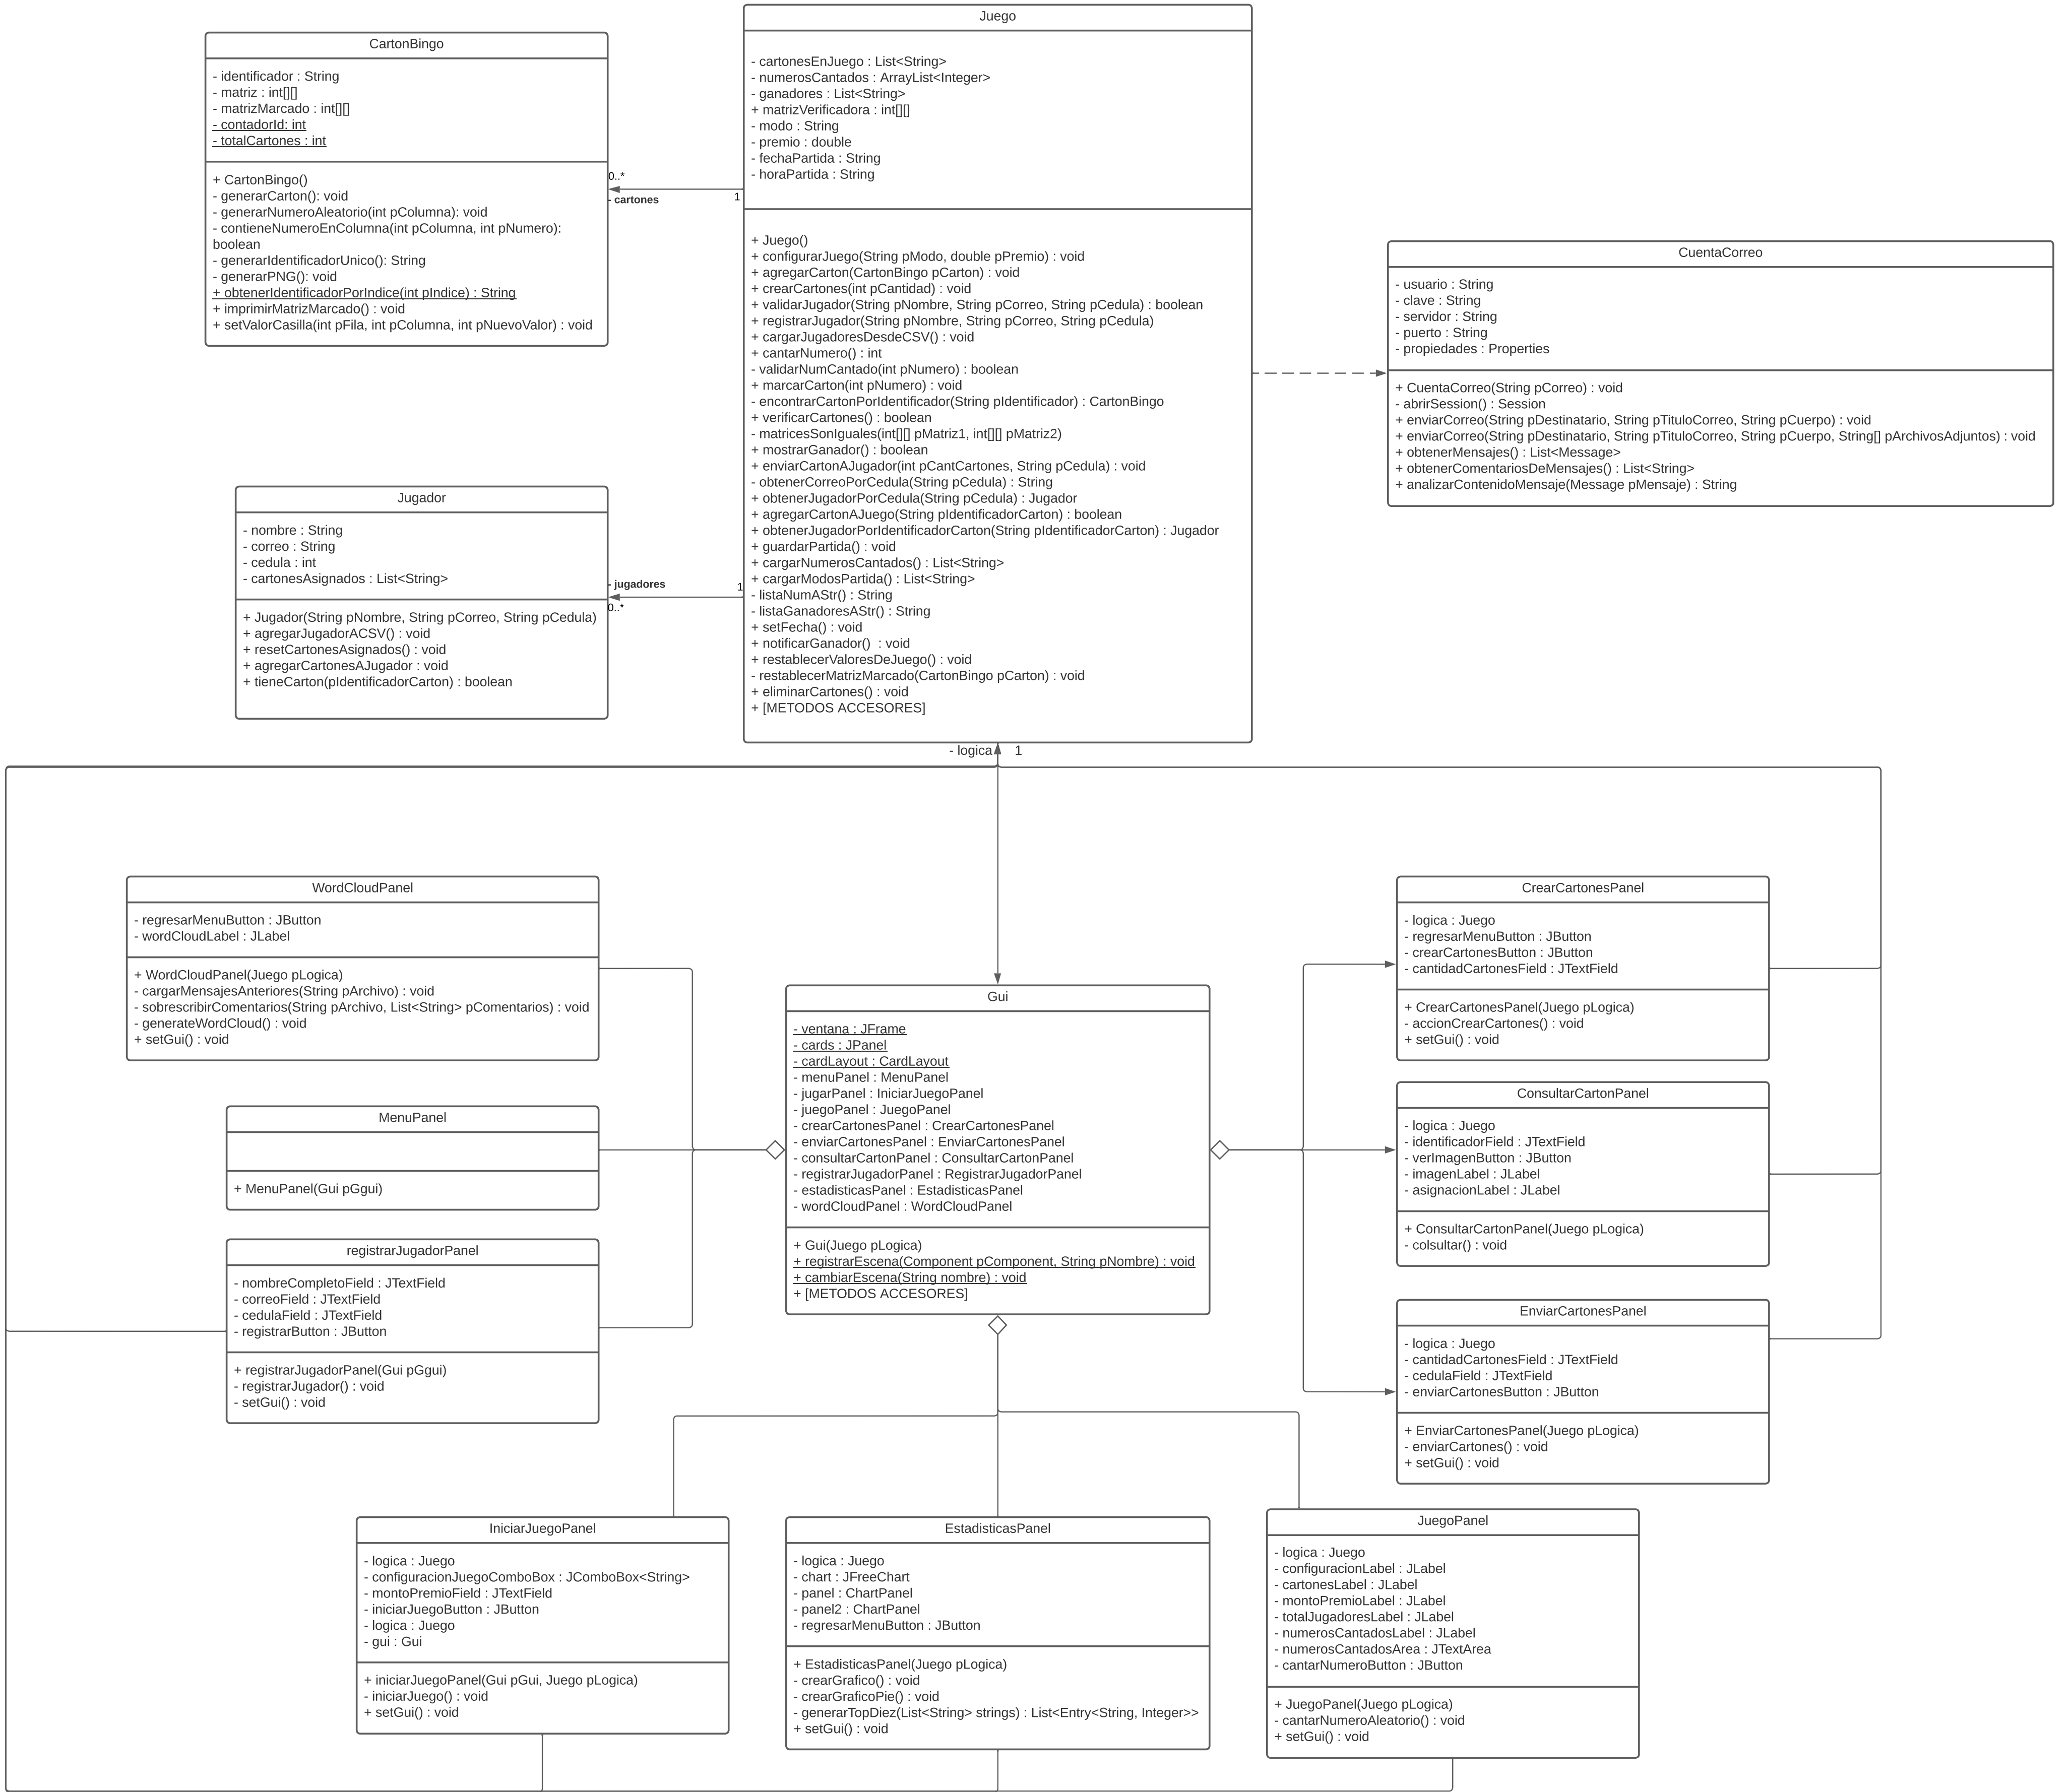 Juego
- cartonesEnJuego : List<String>
- numerosCantados : ArrayList<Integer>
- ganadores : List<String>
+ matrizVerificadora : int[][]
- modo : String
- premio : double
- fechaPartida : String
- horaPartida : String
+ Juego()
+ configurarJuego(String pModo, double pPremio) : void
+ agregarCarton(CartonBingo pCarton) : void
+ crearCartones(int pCantidad) : void
+ validarJugador(String pNombre, String pCorreo, String pCedula) : boolean
+ registrarJugador(String pNombre, String pCorreo, String pCedula)
+ cargarJugadoresDesdeCSV() : void
+ cantarNumero() : int
- validarNumCantado(int pNumero) : boolean
+ marcarCarton(int pNumero) : void
- encontrarCartonPorIdentificador(String pIdentificador) : CartonBingo
+ verificarCartones() : boolean
- matricesSonIguales(int[][] pMatriz1, int[][] pMatriz2)
+ mostrarGanador() : boolean
+ enviarCartonAJugador(int pCantCartones, String pCedula) : void
- obtenerCorreoPorCedula(String pCedula) : String
+ obtenerJugadorPorCedula(String pCedula) : Jugador
+ agregarCartonAJuego(String pIdentificadorCarton) : boolean
+ obtenerJugadorPorIdentificadorCarton(String pIdentificadorCarton) : Jugador
+ guardarPartida() : void
+ cargarNumerosCantados() : List<String>
+ cargarModosPartida() : List<String>
- listaNumAStr() : String
- listaGanadoresAStr() : String
+ setFecha() : void
+ notificarGanador()  : void
+ restablecerValoresDeJuego() : void
- restablecerMatrizMarcado(CartonBingo pCarton) : void
+ eliminarCartones() : void
+ [METODOS ACCESORES]
CartonBingo
- identificador : String
- matriz : int[][]
- matrizMarcado : int[][]
- contadorId: int
- totalCartones : int
+ CartonBingo()
- generarCarton(): void
- generarNumeroAleatorio(int pColumna): void
- contieneNumeroEnColumna(int pColumna, int pNumero):
boolean
- generarIdentificadorUnico(): String
- generarPNG(): void
+ obtenerIdentificadorPorIndice(int pIndice) : String
+ imprimirMatrizMarcado() : void
+ setValorCasilla(int pFila, int pColumna, int pNuevoValor) : void
0..*
- cartones
1
CuentaCorreo
- usuario : String
- clave : String
- servidor : String
- puerto : String
- propiedades : Properties
+ CuentaCorreo(String pCorreo) : void
- abrirSession() : Session
+ enviarCorreo(String pDestinatario, String pTituloCorreo, String pCuerpo) : void
+ enviarCorreo(String pDestinatario, String pTituloCorreo, String pCuerpo, String[] pArchivosAdjuntos) : void
+ obtenerMensajes() : List<Message>
+ obtenerComentariosDeMensajes() : List<String>
+ analizarContenidoMensaje(Message pMensaje) : String
Jugador
- nombre : String
- correo : String
- cedula : int
- cartonesAsignados : List<String>
+ Jugador(String pNombre, String pCorreo, String pCedula)
+ agregarJugadorACSV() : void
+ resetCartonesAsignados() : void
+ agregarCartonesAJugador : void
+ tieneCarton(pIdentificadorCarton) : boolean
- jugadores
1
0..*
- logica
1
WordCloudPanel
- regresarMenuButton : JButton
- wordCloudLabel : JLabel
+ WordCloudPanel(Juego pLogica)
- cargarMensajesAnteriores(String pArchivo) : void
- sobrescribirComentarios(String pArchivo, List<String> pComentarios) : void
- generateWordCloud() : void
+ setGui() : void
MenuPanel
+ MenuPanel(Gui pGgui)
registrarJugadorPanel
- nombreCompletoField : JTextField
- correoField : JTextField
- cedulaField : JTextField
- registrarButton : JButton
+ registrarJugadorPanel(Gui pGgui)
- registrarJugador() : void
- setGui() : void
Gui
- ventana : JFrame
- cards : JPanel
- cardLayout : CardLayout
- menuPanel : MenuPanel
- jugarPanel : IniciarJuegoPanel
- juegoPanel : JuegoPanel
- crearCartonesPanel : CrearCartonesPanel
- enviarCartonesPanel : EnviarCartonesPanel
- consultarCartonPanel : ConsultarCartonPanel
- registrarJugadorPanel : RegistrarJugadorPanel
- estadisticasPanel : EstadisticasPanel
- wordCloudPanel : WordCloudPanel
+ Gui(Juego pLogica)
+ registrarEscena(Component pComponent, String pNombre) : void
+ cambiarEscena(String nombre) : void
+ [METODOS ACCESORES]
CrearCartonesPanel
- logica : Juego
- regresarMenuButton : JButton
- crearCartonesButton : JButton
- cantidadCartonesField : JTextField
+ CrearCartonesPanel(Juego pLogica)
- accionCrearCartones() : void
+ setGui() : void
ConsultarCartonPanel
- logica : Juego
- identificadorField : JTextField
- verImagenButton : JButton
- imagenLabel : JLabel
- asignacionLabel : JLabel
+ ConsultarCartonPanel(Juego pLogica)
- colsultar() : void
EnviarCartonesPanel
- logica : Juego
- cantidadCartonesField : JTextField
- cedulaField : JTextField
- enviarCartonesButton : JButton
+ EnviarCartonesPanel(Juego pLogica)
- enviarCartones() : void
+ setGui() : void
IniciarJuegoPanel
- logica : Juego
- configuracionJuegoComboBox : JComboBox<String>
- montoPremioField : JTextField
- iniciarJuegoButton : JButton
- logica : Juego
- gui : Gui
+ iniciarJuegoPanel(Gui pGui, Juego pLogica)
- iniciarJuego() : void
+ setGui() : void
EstadisticasPanel
- logica : Juego
- chart : JFreeChart
- panel : ChartPanel
- panel2 : ChartPanel
- regresarMenuButton : JButton
+ EstadisticasPanel(Juego pLogica)
- crearGrafico() : void
- crearGraficoPie() : void
- generarTopDiez(List<String> strings) : List<Entry<String, Integer>>
+ setGui() : void
JuegoPanel
- logica : Juego
- configuracionLabel : JLabel
- cartonesLabel : JLabel
- montoPremioLabel : JLabel
- totalJugadoresLabel : JLabel
- numerosCantadosLabel : JLabel
- numerosCantadosArea : JTextArea
- cantarNumeroButton : JButton
+ JuegoPanel(Juego pLogica)
- cantarNumeroAleatorio() : void
+ setGui() : void